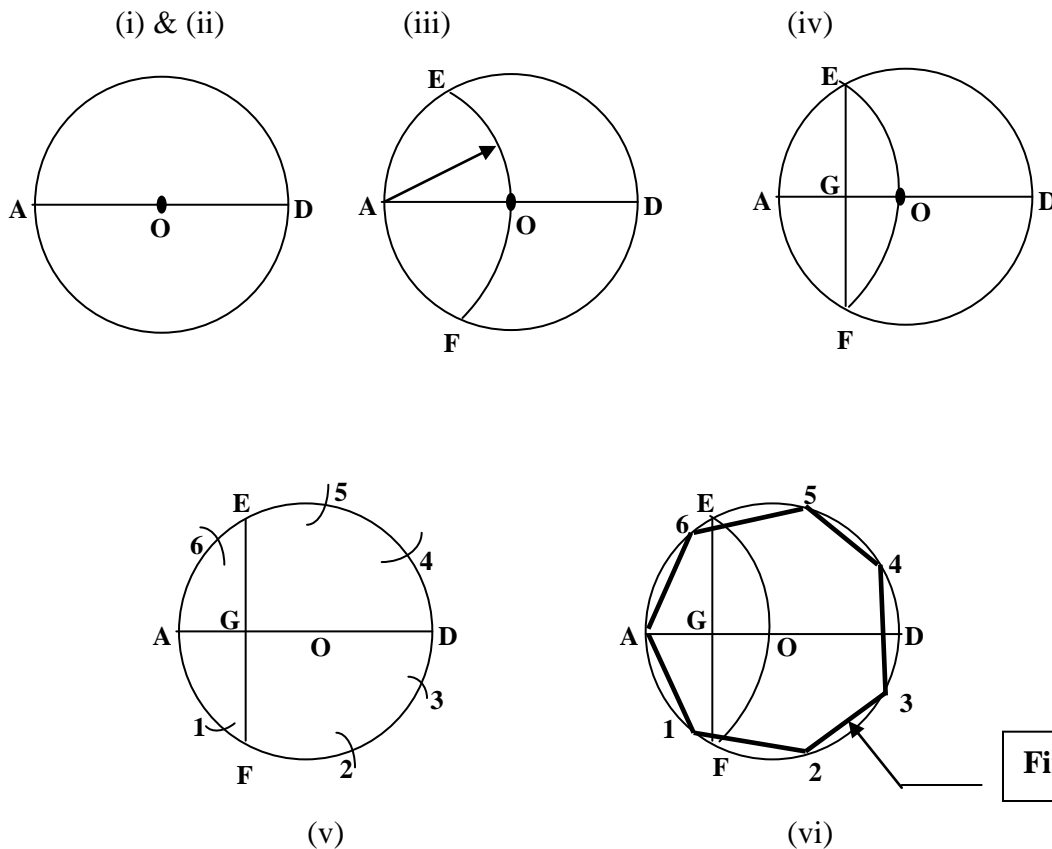 (i) & (ii) (iii) (iv)
E E
A O D A O D A G O D
F F
E 5
6 4
A G O D
1 3
F 2
(v)
E 5
6 4
A G O D
1 3
F 2
Fi
(vi)